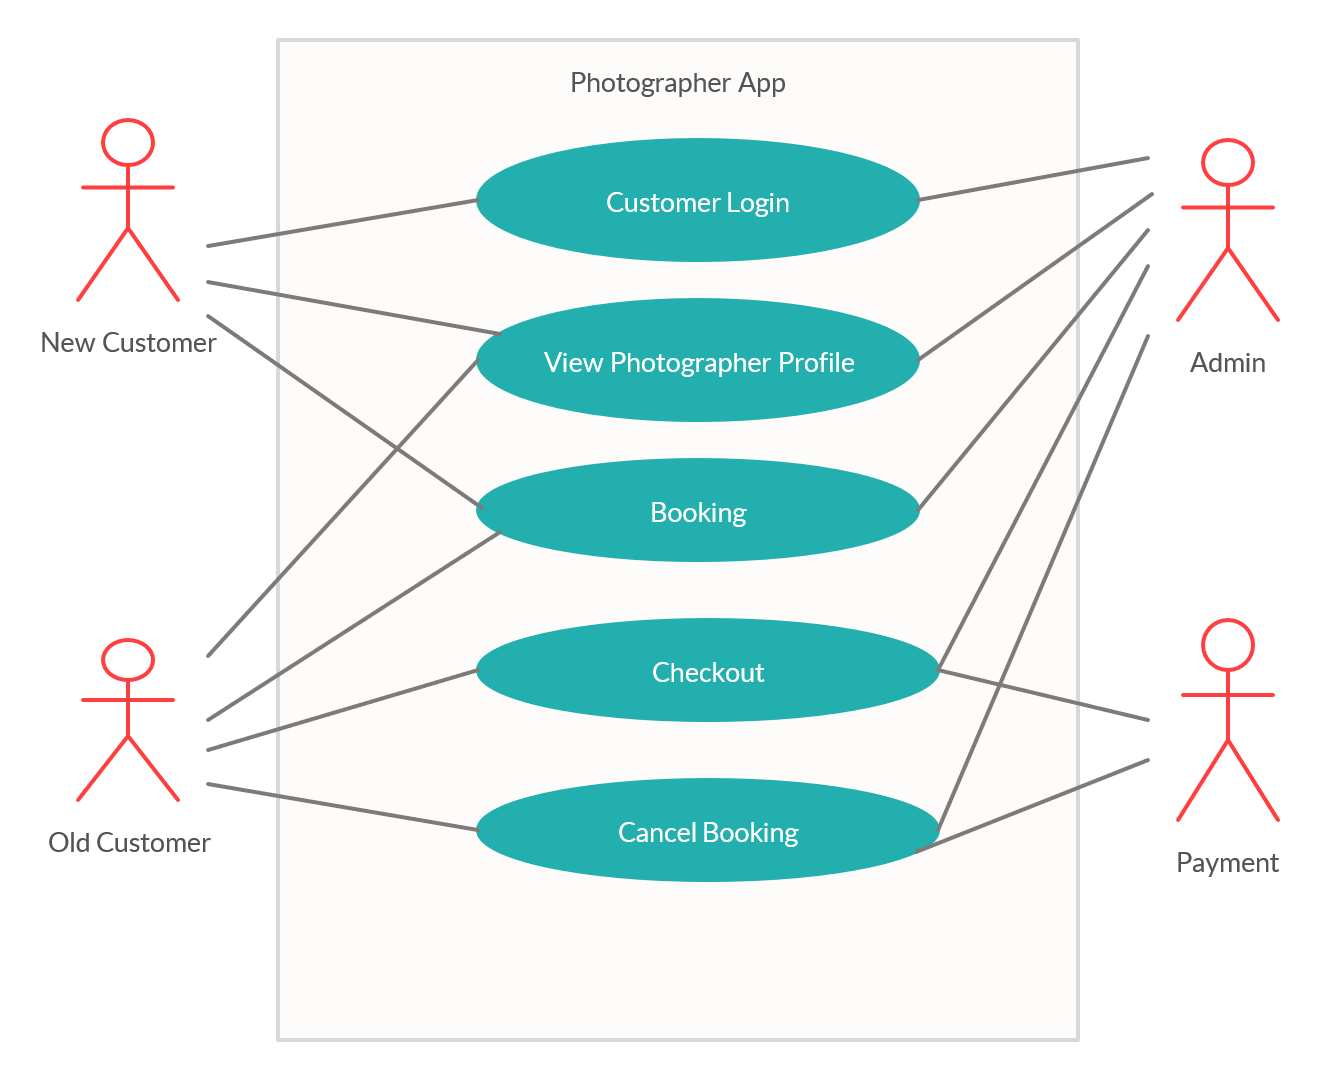 Photographer App
Customer Login
New Customer
View Photographer Profile
Admin
Booking
Checkout
Cancel Booking
Old Customer
Payment